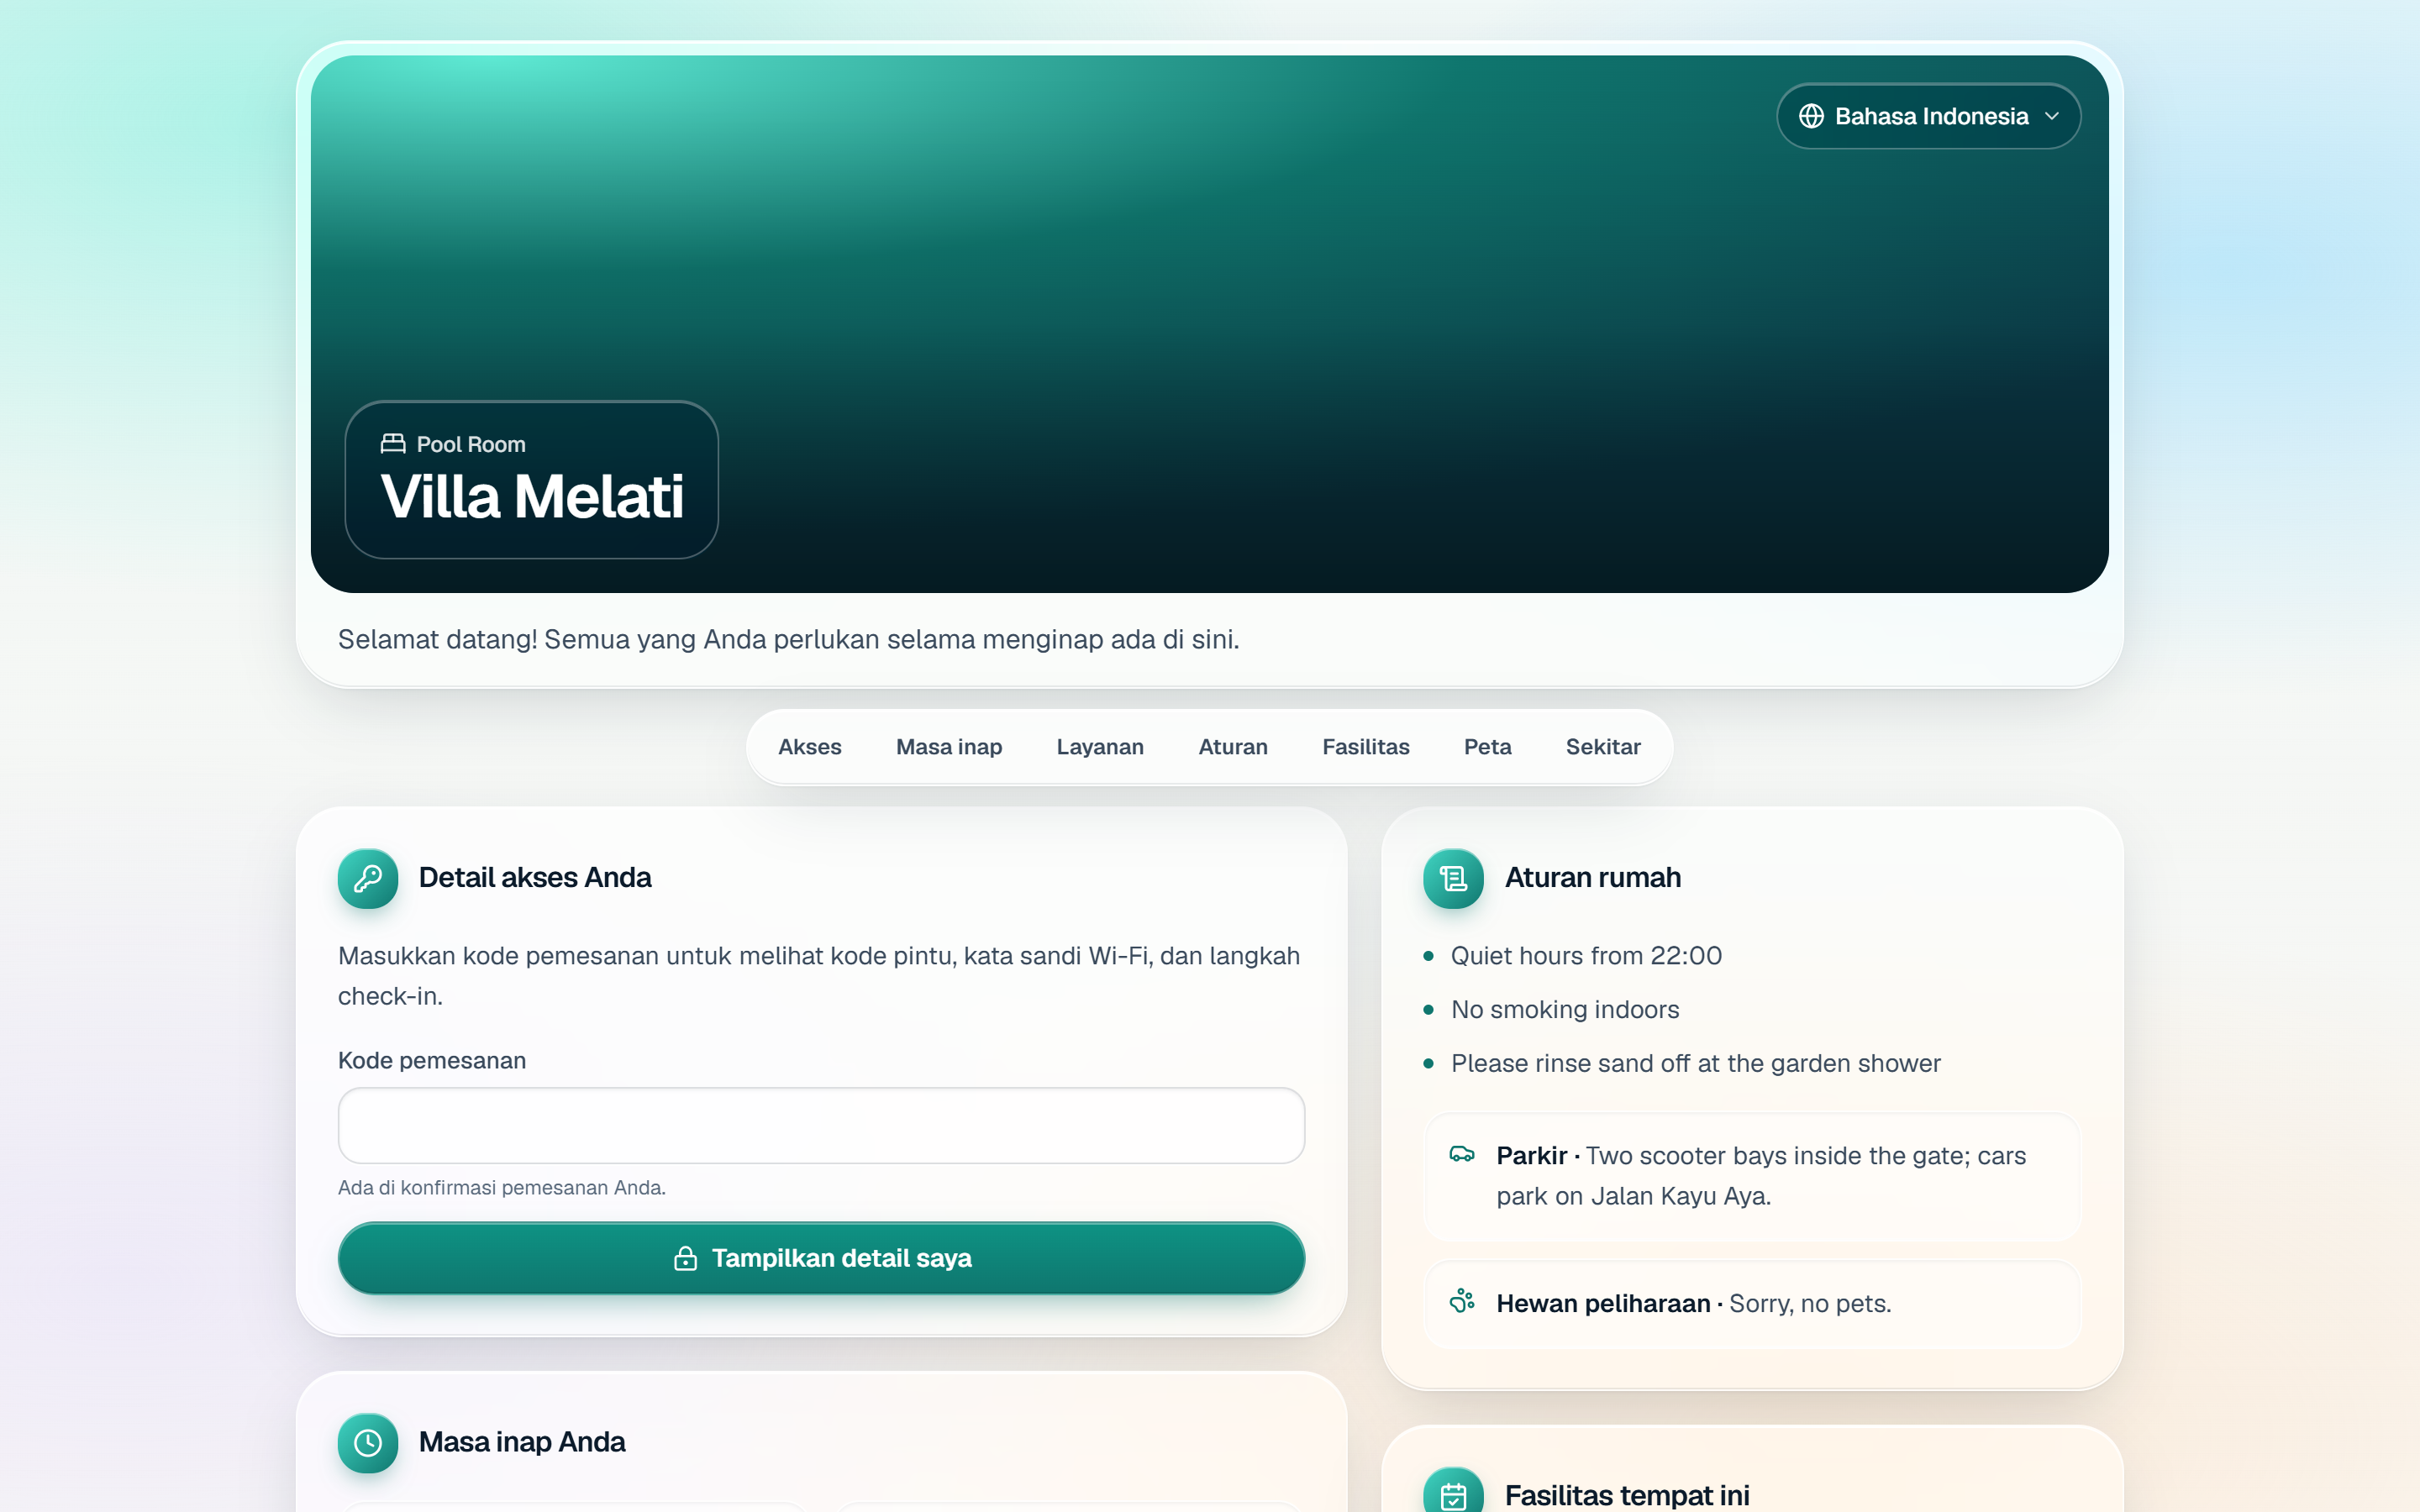 Bahasa Indonesia
Pool Room
Villa Melati
Selamat datang! Semua yang Anda perlukan selama menginap ada di sini.
Akses
Masa inap
Layanan
Aturan
Fasilitas
Peta
Sekitar
Detail akses Anda
Masukkan kode pemesanan untuk melihat kode pintu, kata sandi Wi-Fi, dan langkah
check-in.
Kode pemesanan
Ada di konfirmasi pemesanan Anda.
Tampilkan detail saya
Masa inap Anda
Aturan rumah
Quiet hours from 22:00
No smoking indoors
Please rinse sand off at the garden shower
Parkir · Two scooter bays inside the gate; cars
park on Jalan Kayu Aya.
Hewan peliharaan · Sorry, no pets.
Fasilitas tempat ini